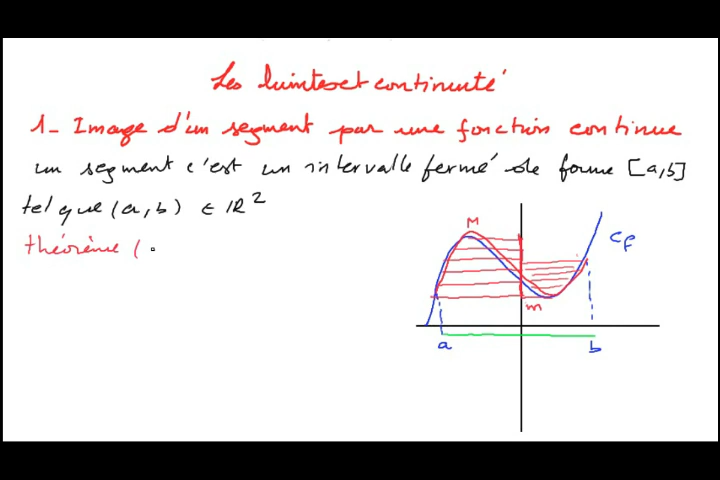 Les limites et continuité
1- Image d'un segment par une fonction continue
un segment c'est un intervalle fermé de forme [a,b]
tel que (a,b) ∈ IR²
théorème (
M
Cf
m
a
b